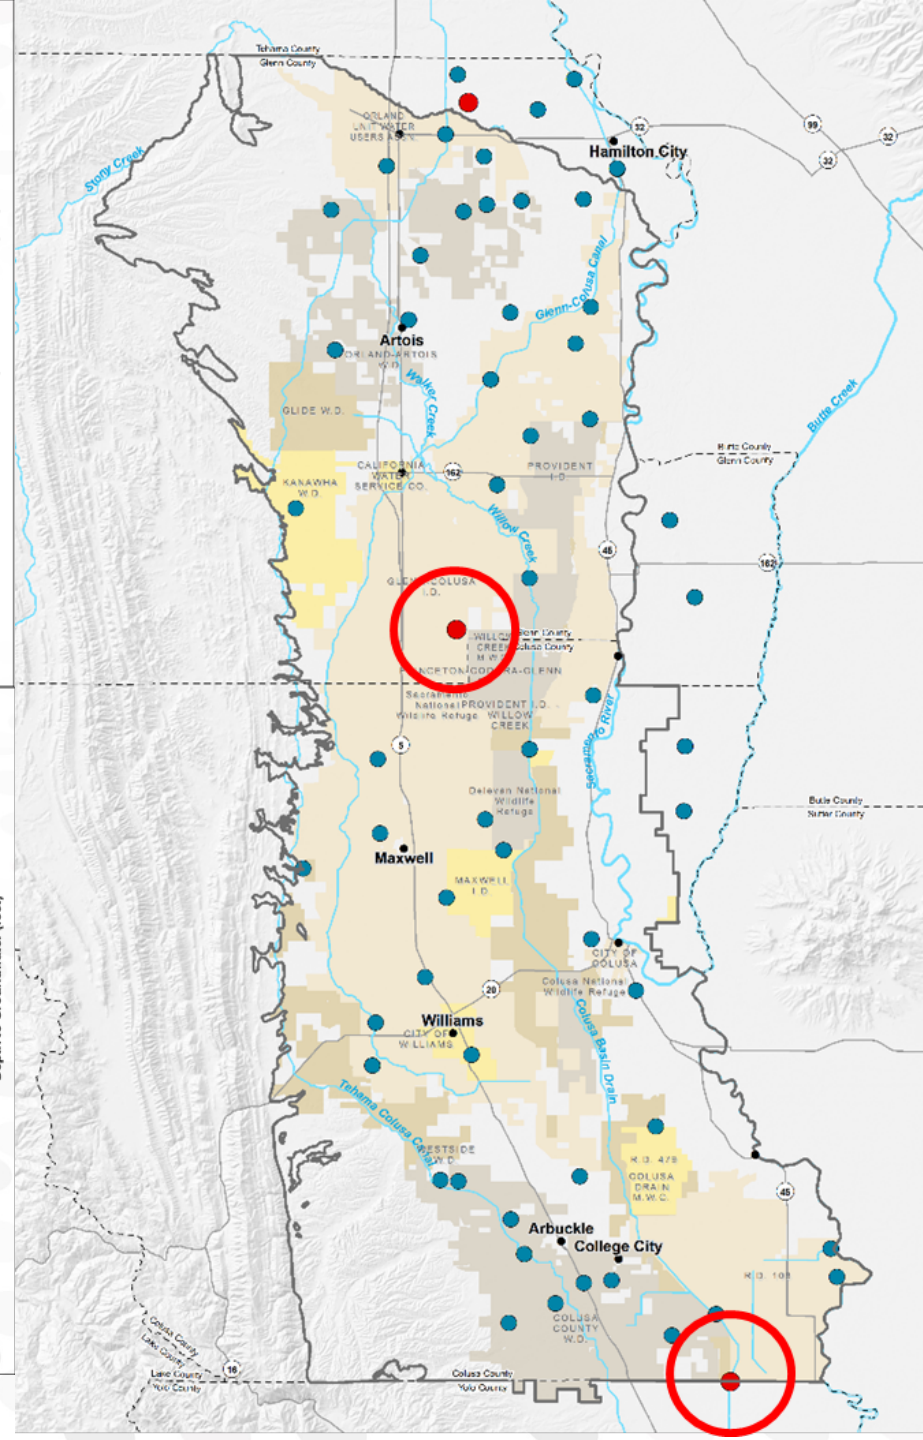 Tehama County
Glenn County
ORLAND
UNIT WATER
USERS ASSN.
32
99
32
32
Hamilton City
Stony Creek
Glenn-Colusa Canal
Artois
ORLAND-ARTOIS
W.D.
Walker Creek
Butte Creek
GLIDE W.D.
Butte County
Glenn County
CALIFORNIA
WATER
SERVICE CO.
162
PROVIDENT
I.D.
KANAWHA
W.D.
Willow Creek
45
162
GLENN-COLUSA
I.D.
WILLOW
CREEK
M.W.C.
Glenn County
Colusa County
Sacramento
National
Wildlife Refuge
PROVIDENT I.D.
WILLOW
CREEK
Sacramento River
5
Delevan National
Wildlife
Refuge
Butte County
Sutter County
Maxwell
MAXWELL
I.D.
CITY OF
COLUSA
Colusa National
Wildlife Refuge
20
Williams
CITY OF
WILLIAMS
Colusa Basin Drain
Tehama Colusa Canal
WESTSIDE
W.D.
R.D. 479
COLUSA
DRAIN
M.W.C.
45
Arbuckle
College City
R.D. 108
COLUSA
COUNTY
W.D.
Colusa County
Lake County
16
Lake County
Yolo County
Colusa County
Yolo County